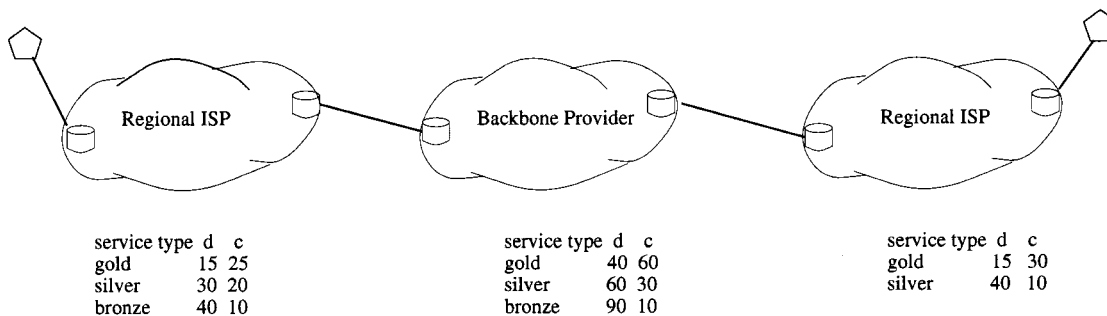 Regional ISP
Backbone Provider
Regional ISP
service type d c
gold 15 25
silver 30 20
bronze 40 10
service type d c
gold 40 60
silver 60 30
bronze 90 10
service type d c
gold 15 30
silver 40 10